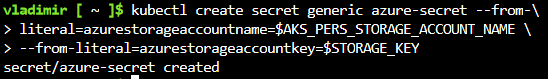 vladimir [ ~ ]$ kubectl create secret generic azure-secret --from-\
> literal=azurestorageaccountname=$AKS_PERS_STORAGE_ACCOUNT_NAME \
> --from-literal=azurestorageaccountkey=$STORAGE_KEY
secret/azure-secret created